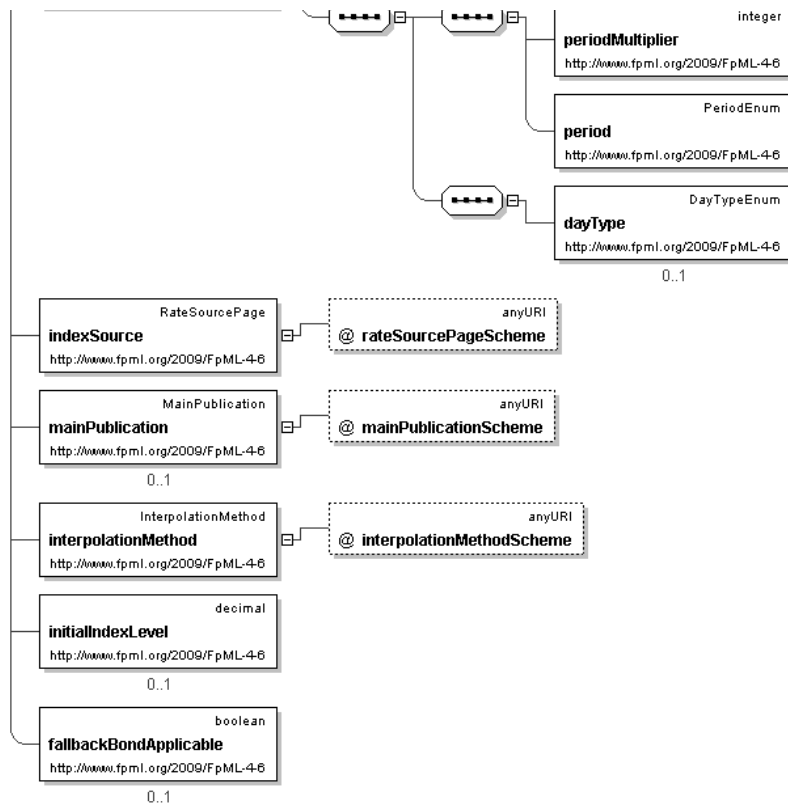 integer
periodMultiplier
http://www.fpml.org/2009/FpML-4-6
PeriodEnum
period
http://www.fpml.org/2009/FpML-4-6
DayTypeEnum
dayType
http://www.fpml.org/2009/FpML-4-6
0..1
RateSourcePage
indexSource
http://www.fpml.org/2009/FpML-4-6
anyURI
@ rateSourcePageScheme
MainPublication
mainPublication
http://www.fpml.org/2009/FpML-4-6
0..1
anyURI
@ mainPublicationScheme
InterpolationMethod
interpolationMethod
http://www.fpml.org/2009/FpML-4-6
anyURI
@ interpolationMethodScheme
decimal
initialIndexLevel
http://www.fpml.org/2009/FpML-4-6
0..1
boolean
fallbackBondApplicable
http://www.fpml.org/2009/FpML-4-6
0..1